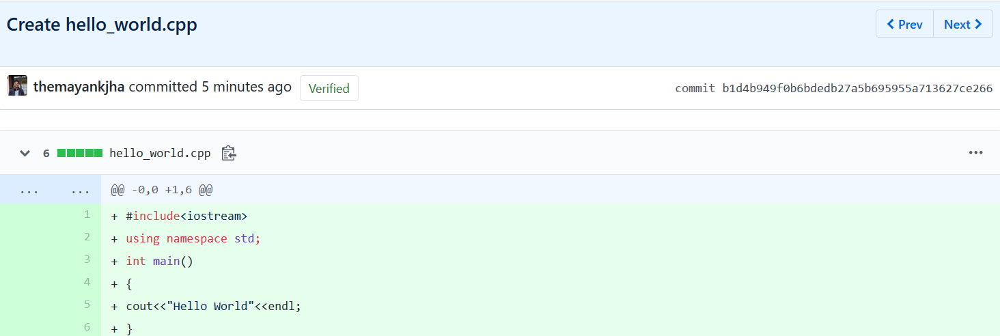 Create hello_world.cpp
Prev Next
themayankjha committed 5 minutes ago Verified commit b1d4b949f0b6bdedb27a5b695955a713627ce266
6 hello_world.cpp ...
... ... @@ -0,0 +1,6 @@
1 + #include<iostream>
2 + using namespace std;
3 + int main()
4 + {
5 + cout<<"Hello World"<<endl;
6 + }